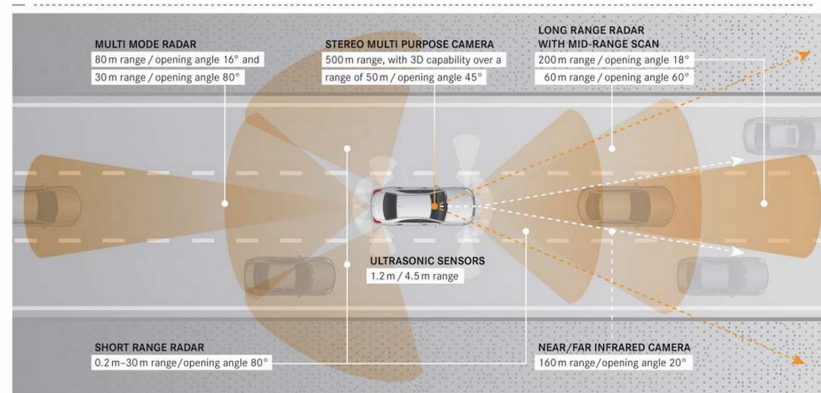 MULTI MODE RADAR
80 m range / opening angle 16° and
30 m range / opening angle 80°
STEREO MULTI PURPOSE CAMERA
500 m range, with 3D capability over a
range of 50 m / opening angle 45°
LONG RANGE RADAR
WITH MID-RANGE SCAN
200 m range / opening angle 18°
60 m range / opening angle 60°
ULTRASONIC SENSORS
1.2 m / 4.5 m range
SHORT RANGE RADAR
0.2 m–30 m range/opening angle 80°
NEAR/FAR INFRARED CAMERA
160 m range/opening angle 20°